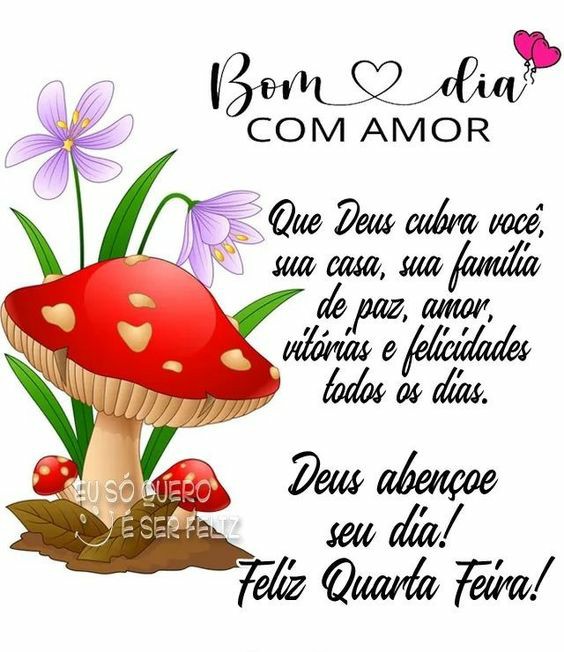 Bom dia
COM AMOR
Que Deus cubra você,
sua casa, sua família
de paz, amor,
vitórias e felicidades
todos os dias.
Deus abençoe
seu dia!
Feliz Quarta Feira!
EU SÓ QUERO
E SER FELIZ